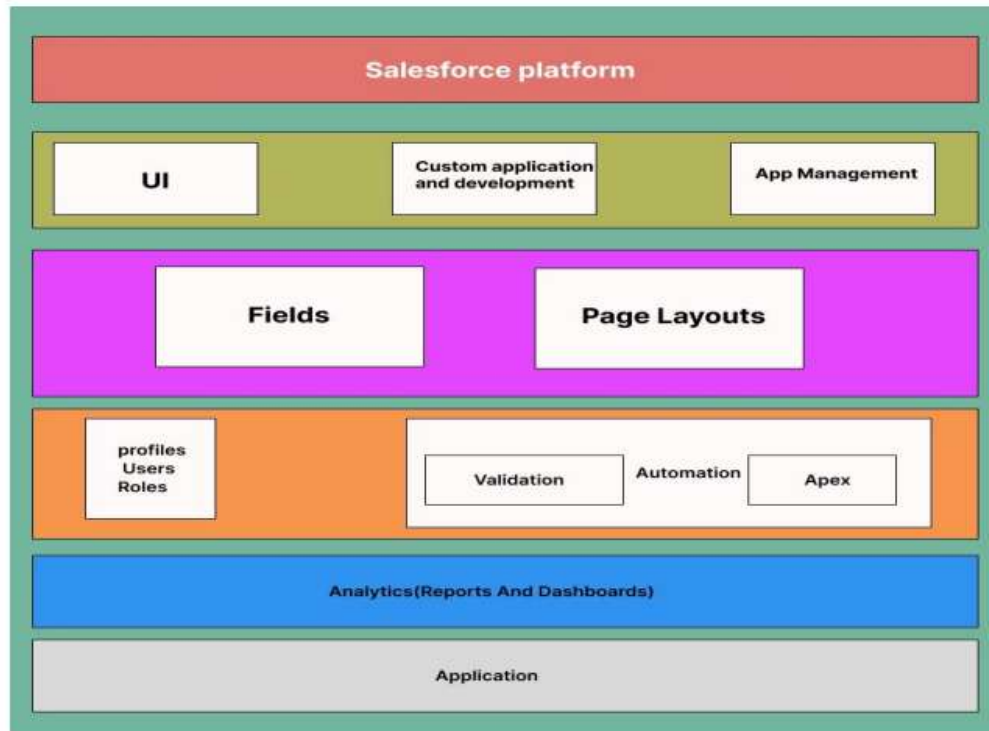 Salesforce platform
UI
Custom application
and development
App Management
Fields
Page Layouts
profiles
Users
Roles
Validation
Automation
Apex
Analytics(Reports And Dashboards)
Application